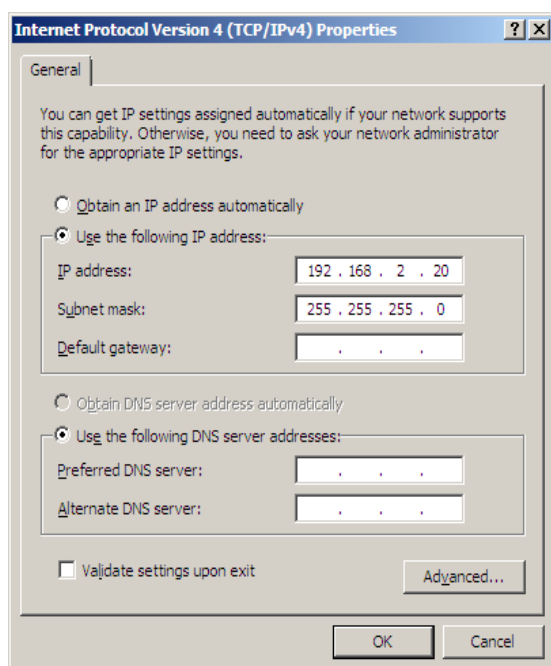 Internet Protocol Version 4 (TCP/IPv4) Properties ? X
General
You can get IP settings assigned automatically if your network supports
this capability. Otherwise, you need to ask your network administrator
for the appropriate IP settings.
Obtain an IP address automatically
Use the following IP address:
IP address: 192 . 168 . 2 . 20
Subnet mask: 255 . 255 . 255 . 0
Default gateway: . . .
Obtain DNS server address automatically
Use the following DNS server addresses:
Preferred DNS server: . . .
Alternate DNS server: . . .
Validate settings upon exit
Advanced...
OK Cancel